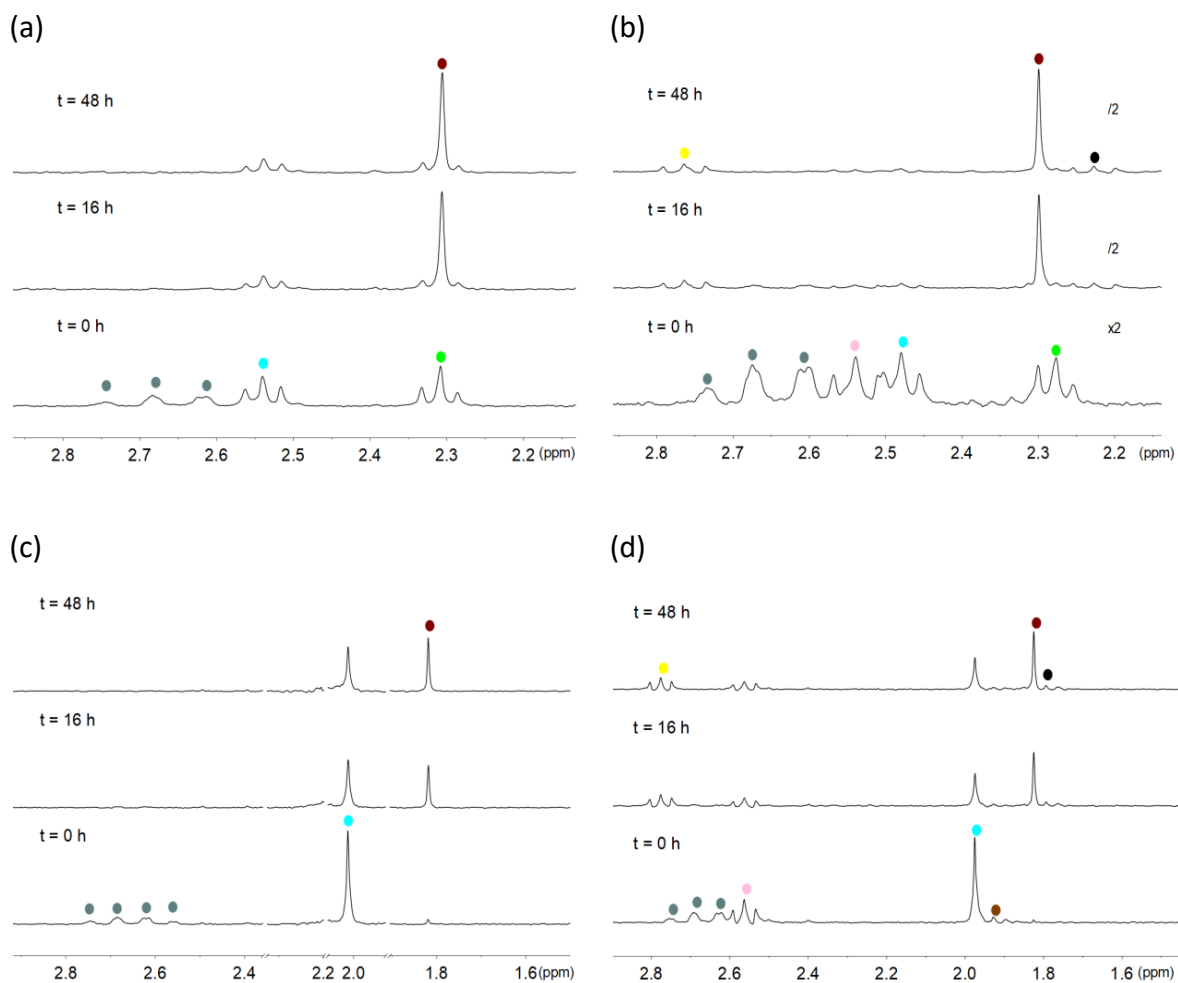 (a)
t = 48 h
t = 16 h
t = 0 h
2.8 2.7 2.6 2.5 2.4 2.3 2.2 (ppm)
(b)
t = 48 h
/2
t = 16 h
/2
t = 0 h
x2
2.8 2.7 2.6 2.5 2.4 2.3 2.2 (ppm)
(c)
t = 48 h
t = 16 h
t = 0 h
2.8 2.6 2.4 2.2 2.0 1.8 1.6 (ppm)
(d)
t = 48 h
t = 16 h
t = 0 h
2.8 2.6 2.4 2.2 2.0 1.8 1.6 (ppm)